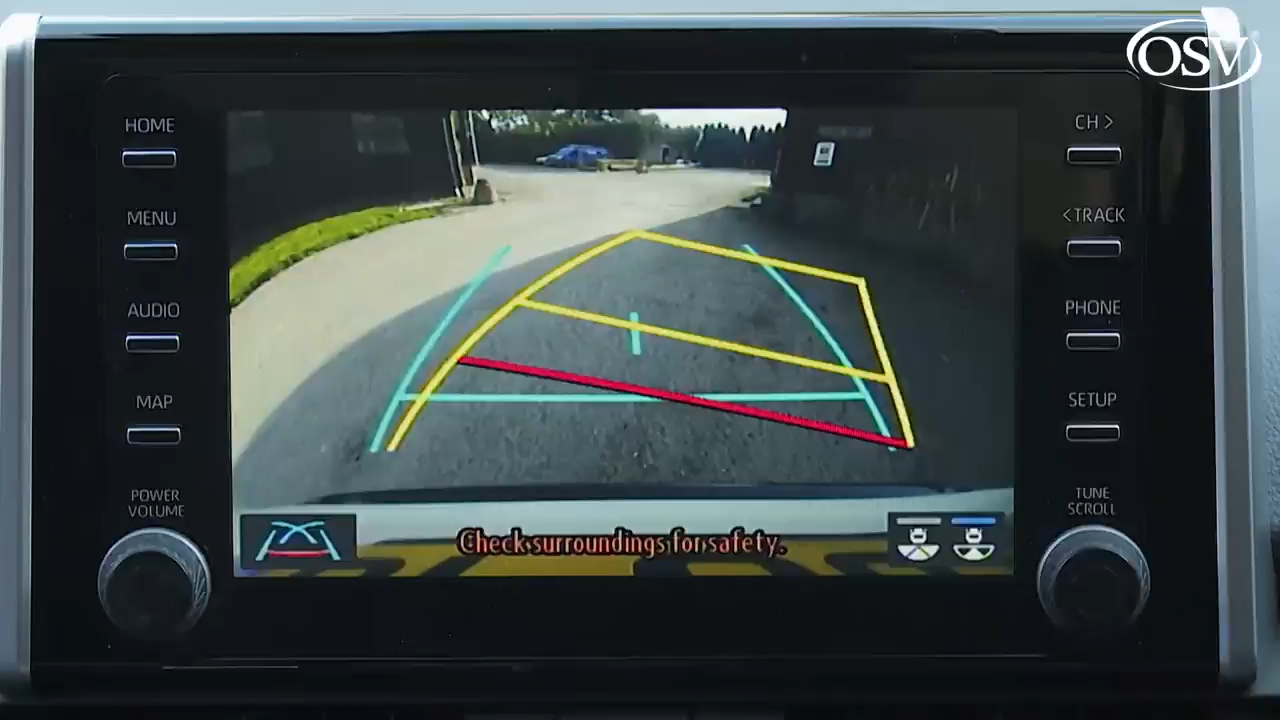 OSV
HOME
MENU
AUDIO
MAP
POWER
VOLUME
CH >
< TRACK
PHONE
SETUP
TUNE
SCROLL
Check surroundings for safety.